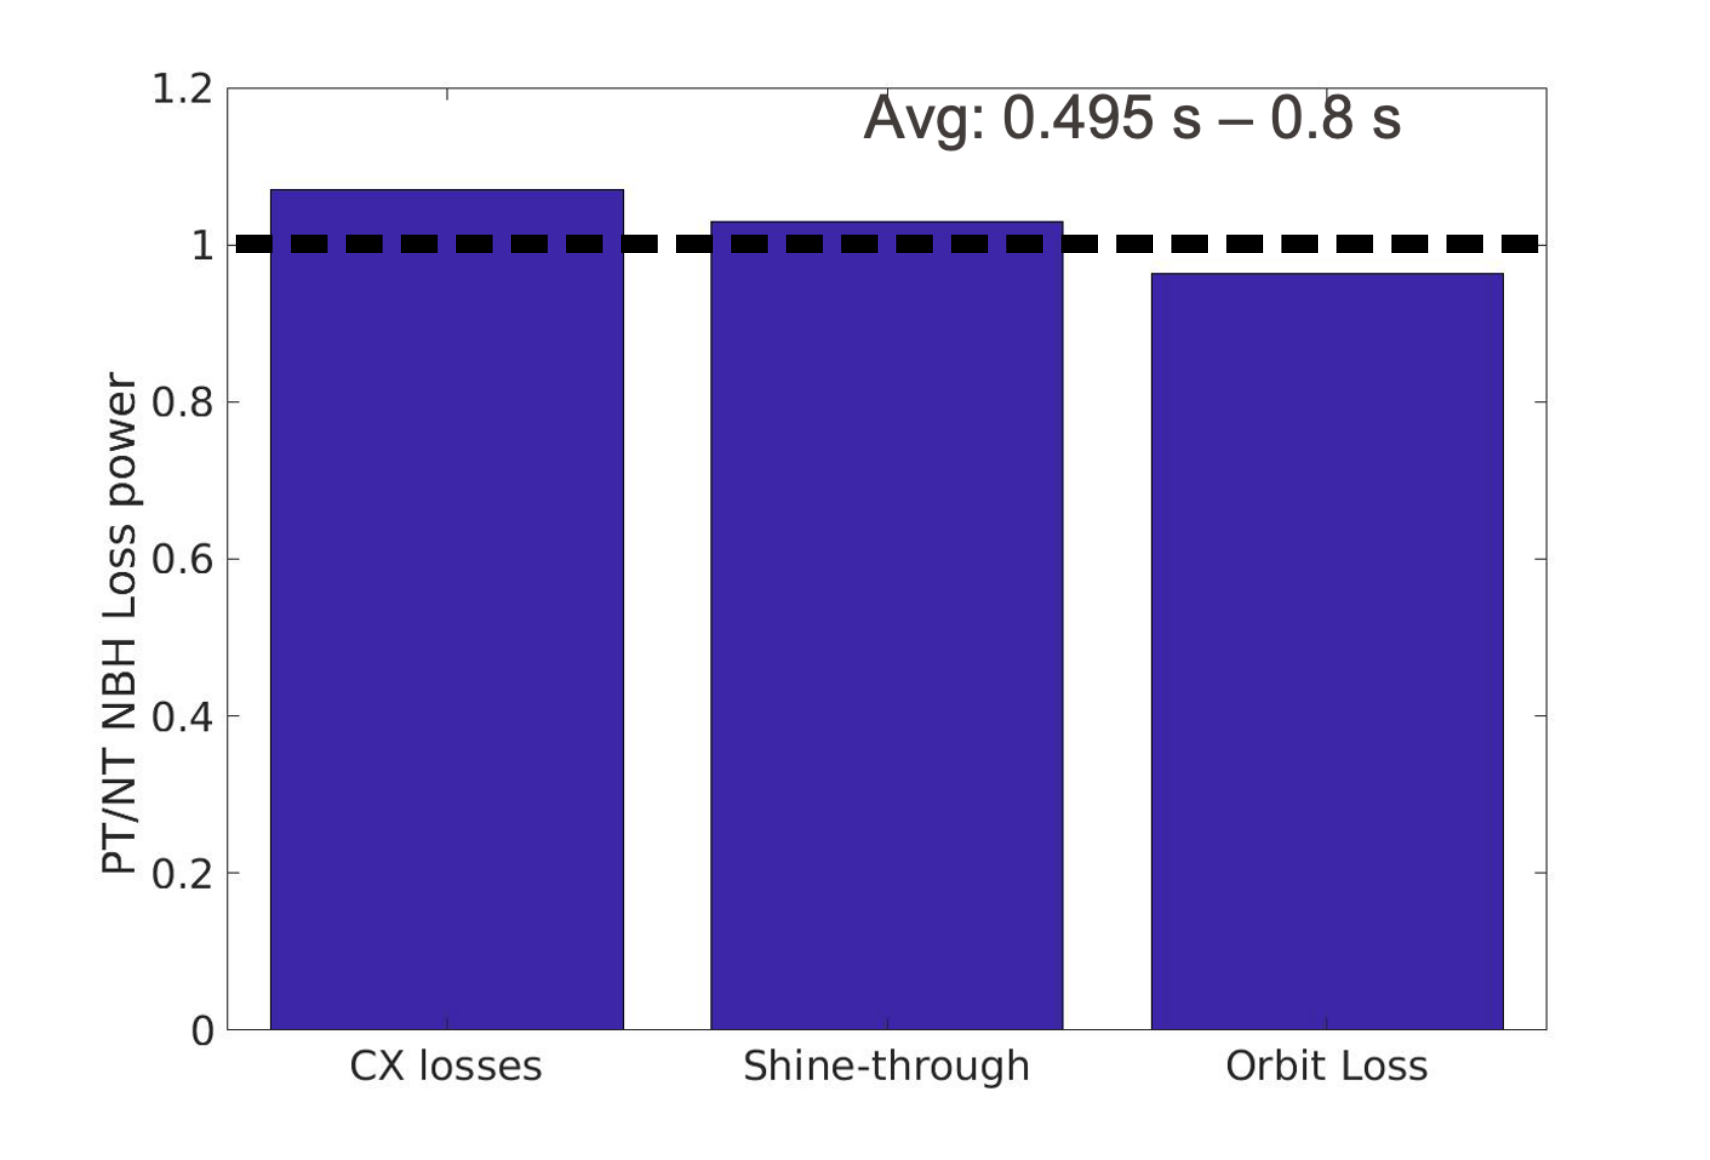 Avg: 0.495 s – 0.8 s
1.2
1
0.8
0.6
0.4
0.2
0
PT/NT NBH Loss power
CX losses
Shine-through
Orbit Loss